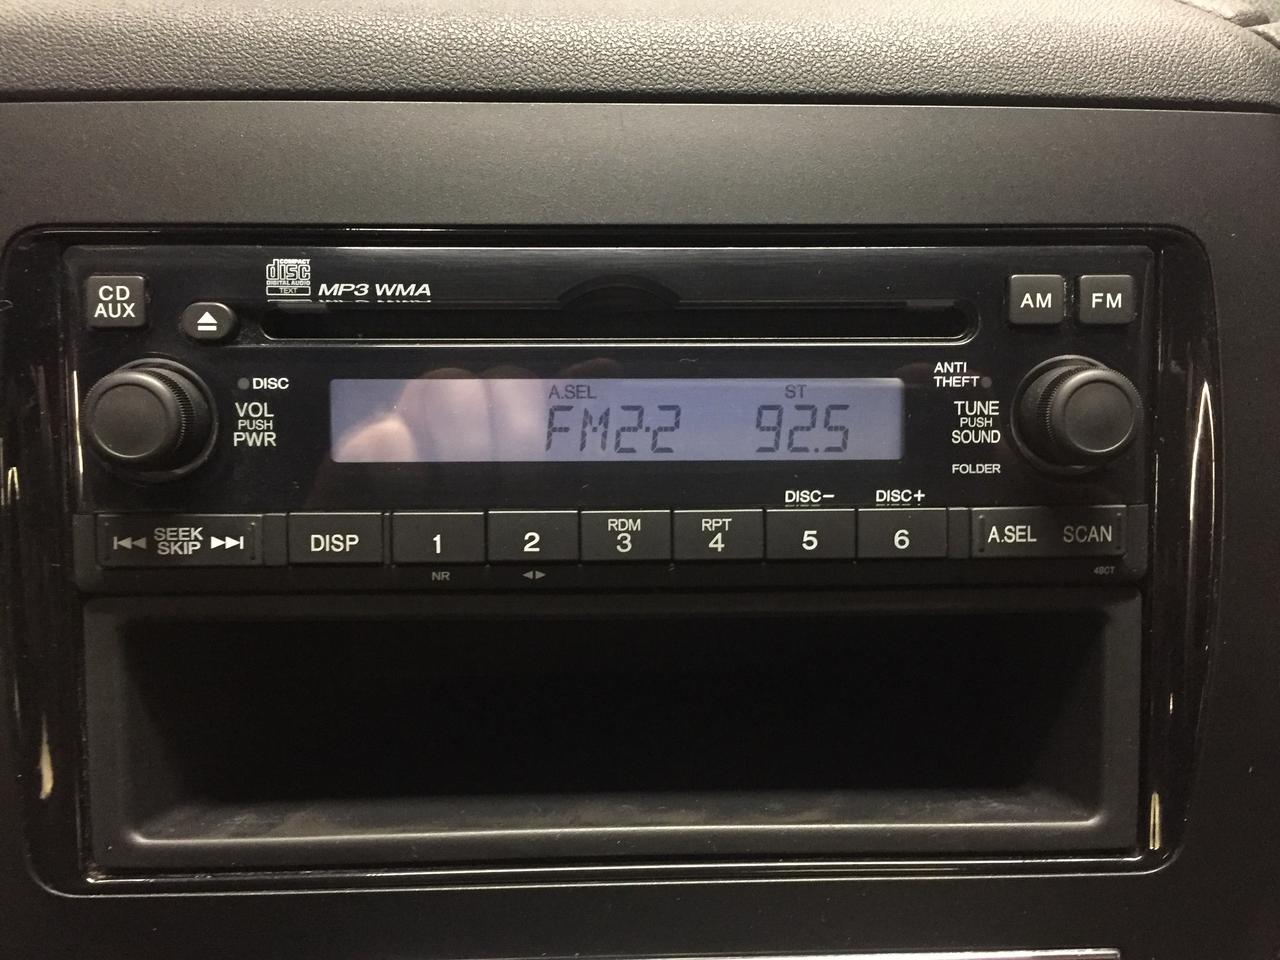 COMPACT
disc
DIGITAL AUDIO
TEXT
MP3 WMA
CD
AUX
AM
FM
DISC
VOL
PUSH
PWR
A.SEL
ST
FM2-2 92.5
ANTI
THEFT
TUNE
PUSH
SOUND
FOLDER
DISC−
DISC+
SEEK
SKIP
DISP
1
2
RDM
3
RPT
4
5
6
A.SEL SCAN
NR
4BCT